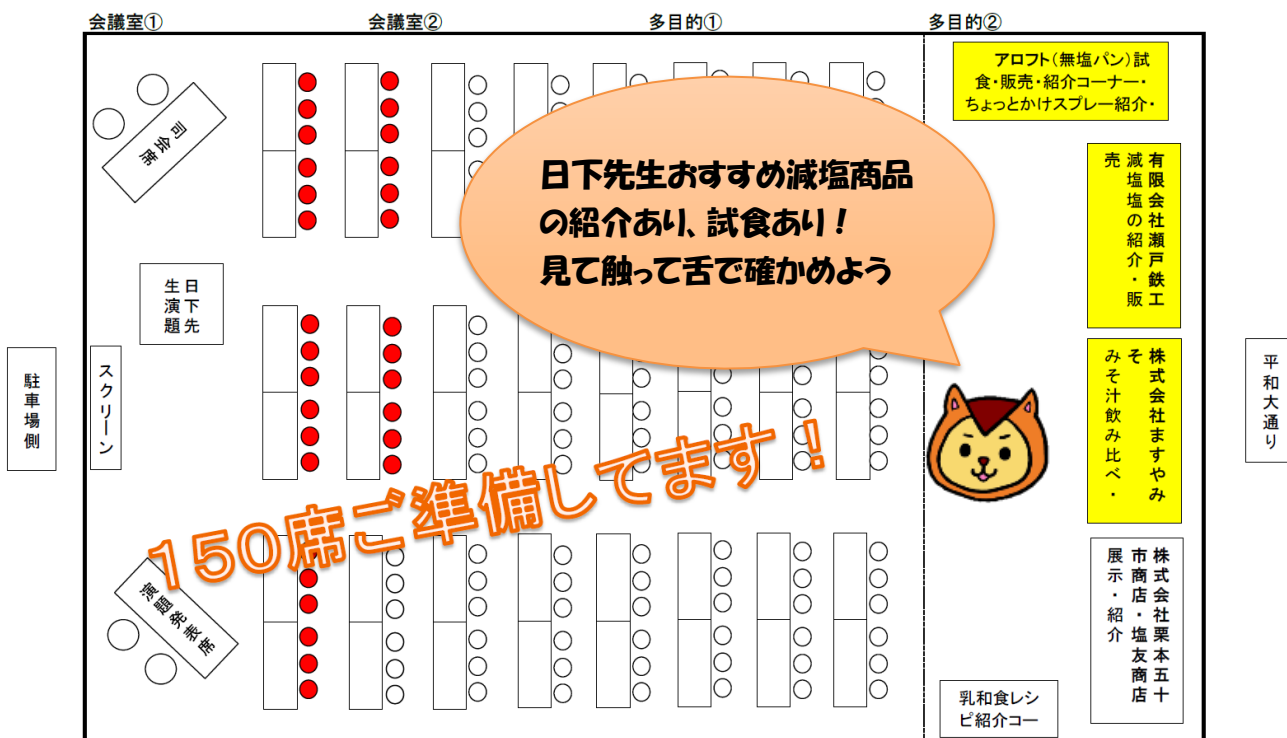 会議室①
会議室②
多目的①
多目的②
司会席
アロフト(無塩パン)試
食・販売・紹介コーナー・
ちょっとかけスプレー紹介・
日下先生おすすめ減塩商品
の紹介あり、試食あり！
見て触って舌で確かめよう
有限会社瀬戸鉄工
減塩塩の紹介・販
売
日下先
生演題
スクリーン
駐車場側
株式会社ますやみ
そ
みそ汁飲み比べ・
平和大通り
150席ご準備してます！
演題発表席
株式会社栗本五十
市商店・塩友商店
展示・紹介
乳和食レシ
ピ紹介コー